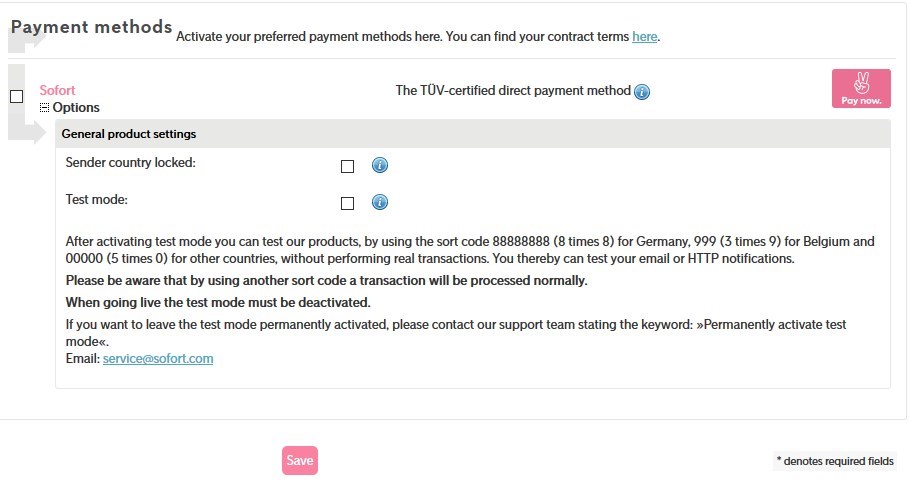 Payment methods
Activate your preferred payment methods here. You can find your contract terms here.
Sofort
The TÜV-certified direct payment method
Pay now.
Options
General product settings
Sender country locked:
Test mode:
After activating test mode you can test our products, by using the sort code 88888888 (8 times 8) for Germany, 999 (3 times 9) for Belgium and
00000 (5 times 0) for other countries, without performing real transactions. You thereby can test your email or HTTP notifications.
Please be aware that by using another sort code a transaction will be processed normally.
When going live the test mode must be deactivated.
If you want to leave the test mode permanently activated, please contact our support team stating the keyword: »Permanently activate test
mode«.
Email: service@sofort.com
Save
* denotes required fields